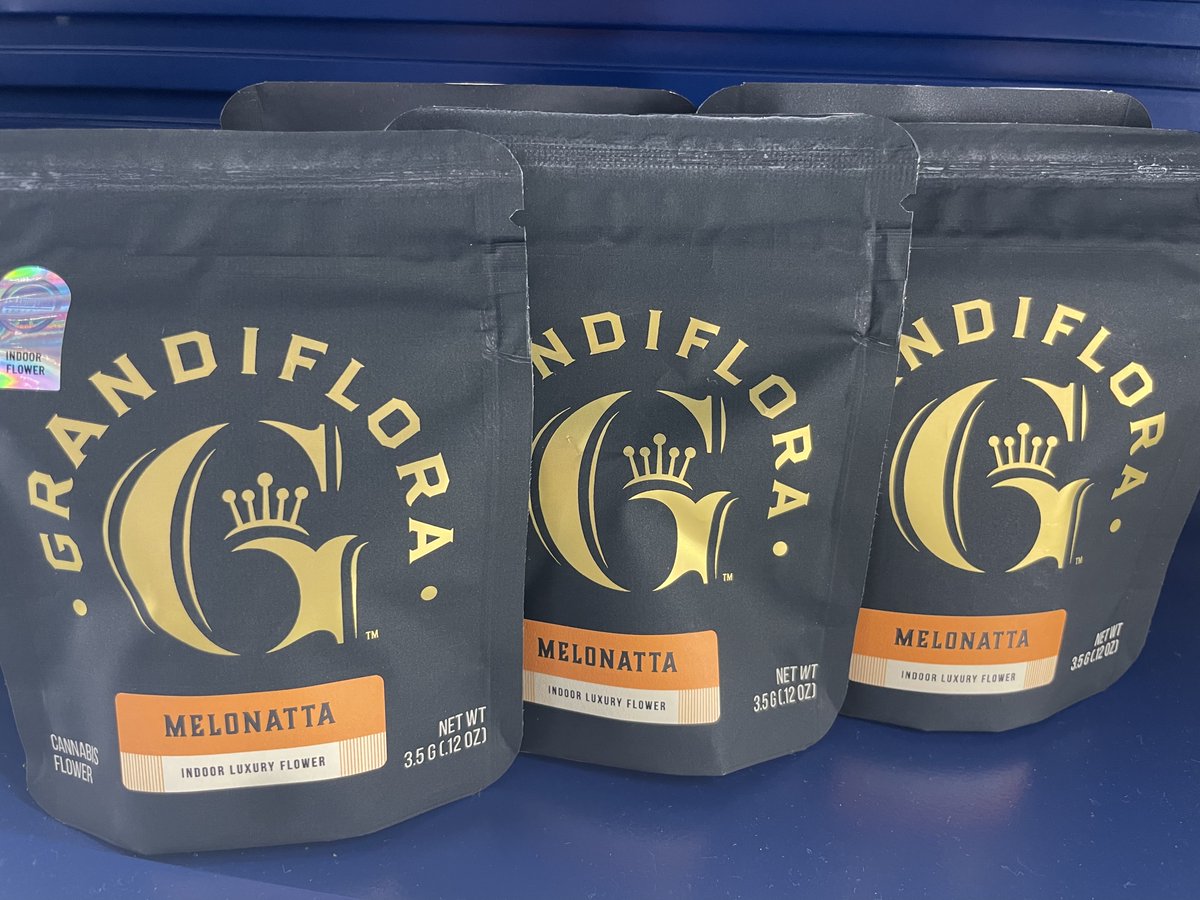 INDOOR
FLOWER
GRANDIFLORA
G
TM
MELONATTA
INDOOR LUXURY FLOWER
CANNABIS
FLOWER
NET WT
3.5 G (.12 OZ)
NDIFLORA
G
TM
MELONATTA
INDOOR LUXURY FLOWER
NET WT
3.5 G (.12 OZ)
NDIFLORA
G
TM
MELONATTA
INDOOR LUXURY FLOWER
NET WT
3.5 G (.12 OZ)